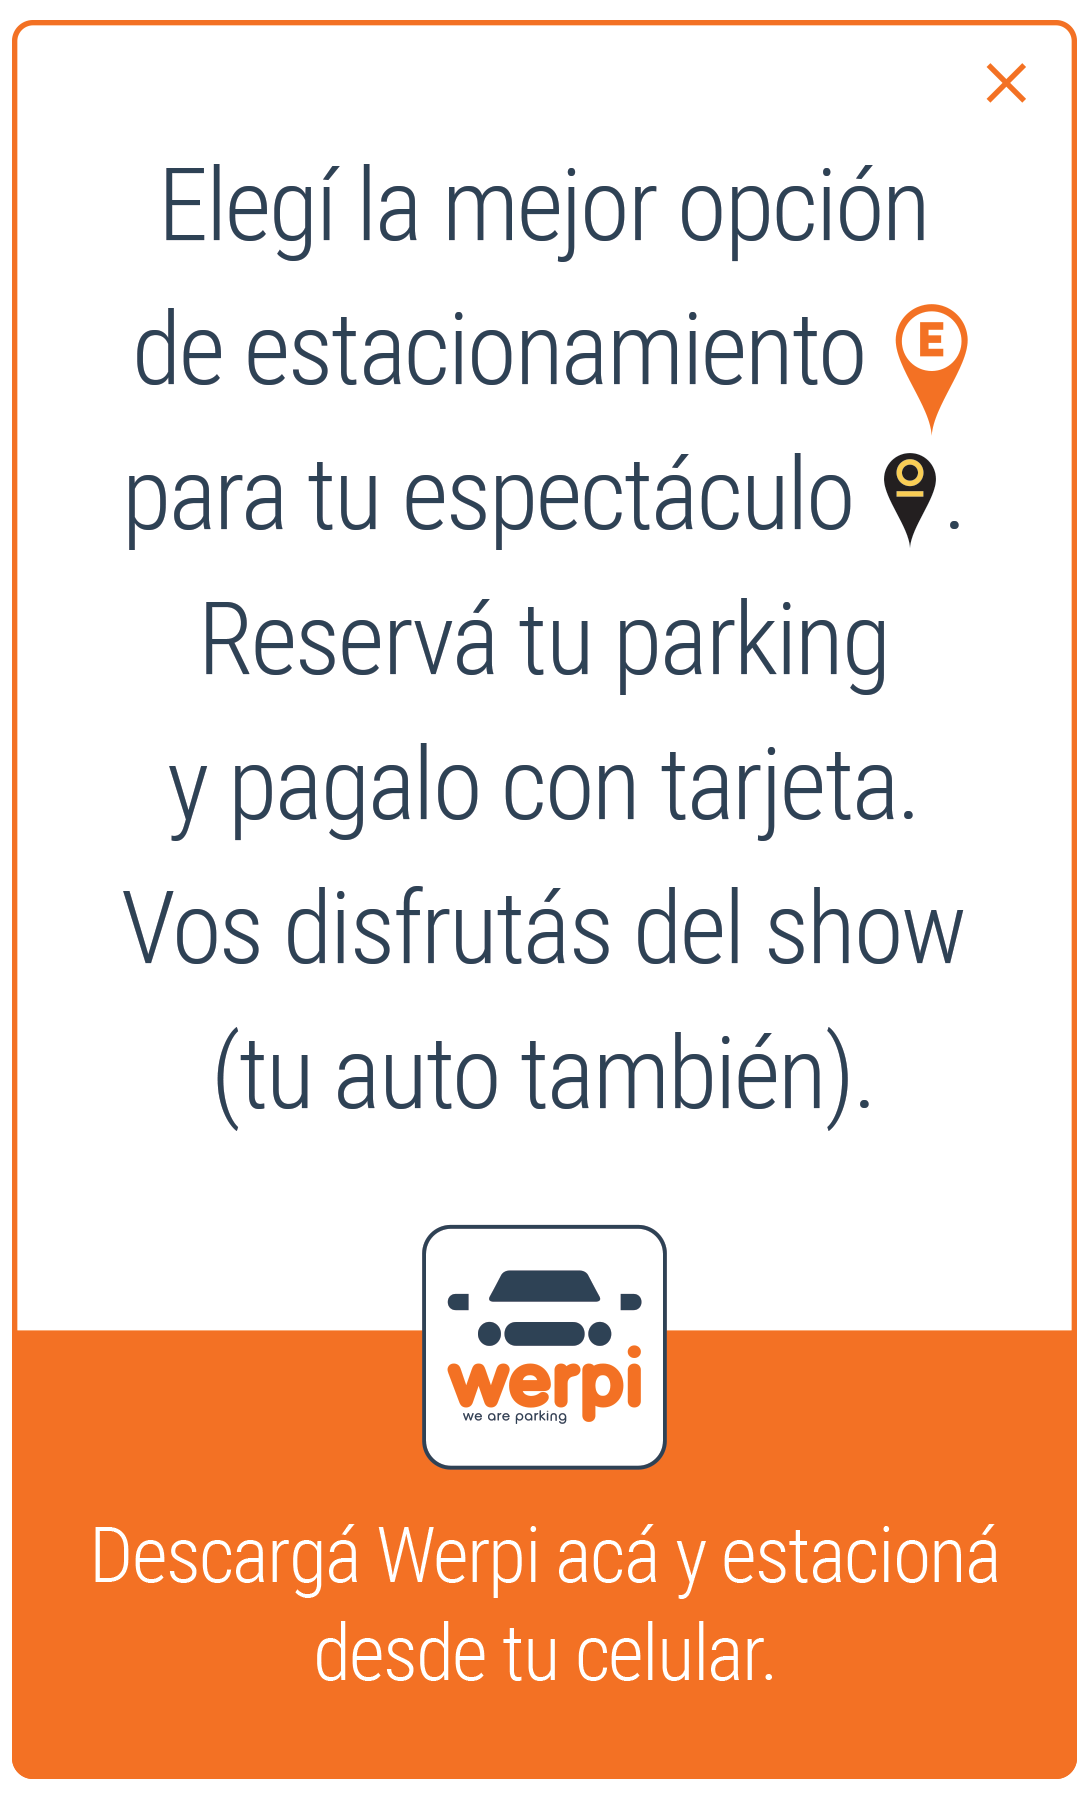 Elegí la mejor opción
de estacionamiento E
para tu espectáculo .
Reservá tu parking
y pagalo con tarjeta.
Vos disfrutás del show
(tu auto también).
werpi
we are parking
Descargá Werpi acá y estacioná
desde tu celular.